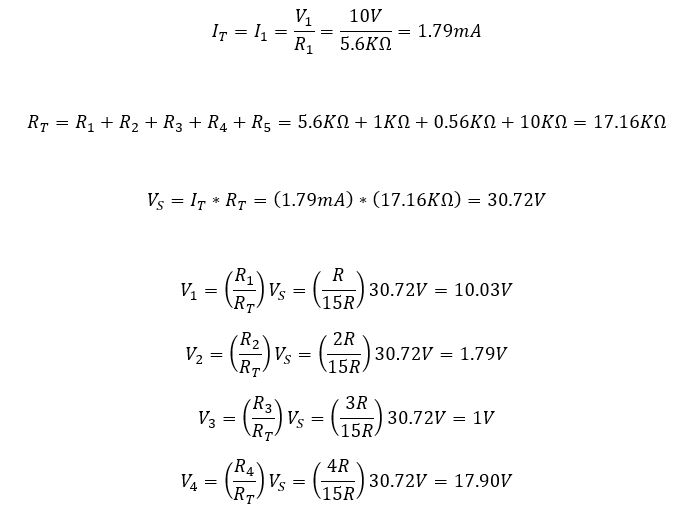 I_T = I_1 = V_1/R_1 = 10V/5.6KΩ = 1.79mA
R_T = R_1 + R_2 + R_3 + R_4 + R_5 = 5.6KΩ + 1KΩ + 0.56KΩ + 10KΩ = 17.16KΩ
V_S = I_T * R_T = (1.79mA) * (17.16KΩ) = 30.72V
V_1 = (R_1/R_T) V_S = (R/15R) 30.72V = 10.03V
V_2 = (R_2/R_T) V_S = (2R/15R) 30.72V = 1.79V
V_3 = (R_3/R_T) V_S = (3R/15R) 30.72V = 1V
V_4 = (R_4/R_T) V_S = (4R/15R) 30.72V = 17.90V